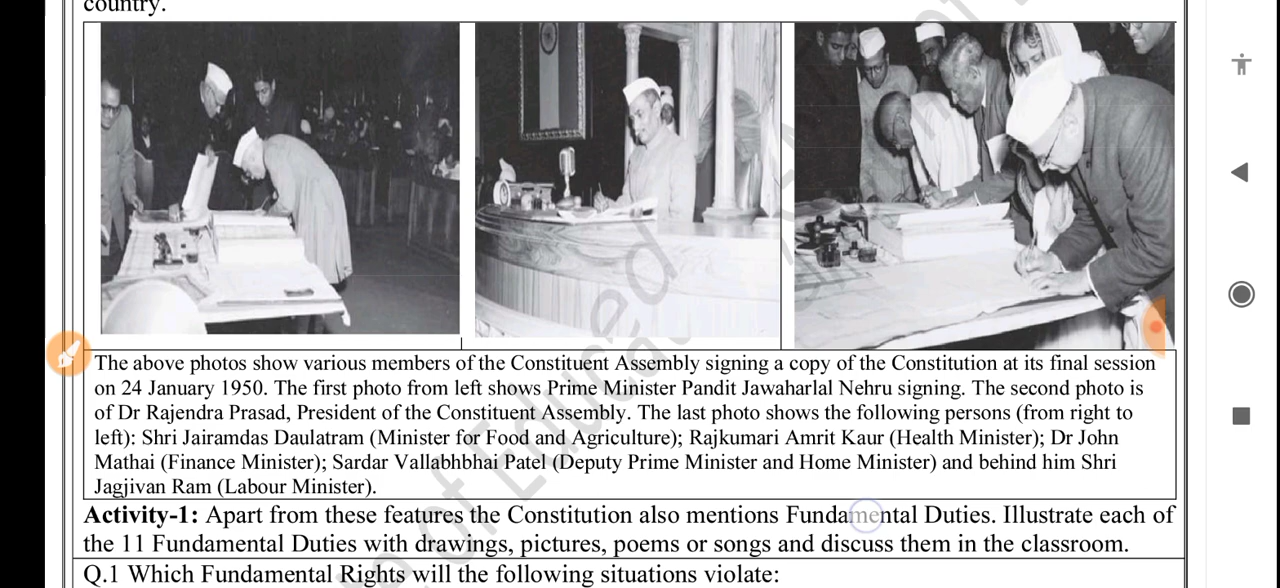 country.
The above photos show various members of the Constituent Assembly signing a copy of the Constitution at its final session
on 24 January 1950. The first photo from left shows Prime Minister Pandit Jawaharlal Nehru signing. The second photo is
of Dr Rajendra Prasad, President of the Constituent Assembly. The last photo shows the following persons (from right to
left): Shri Jairamdas Daulatram (Minister for Food and Agriculture); Rajkumari Amrit Kaur (Health Minister); Dr John
Mathai (Finance Minister); Sardar Vallabhbhai Patel (Deputy Prime Minister and Home Minister) and behind him Shri
Jagjivan Ram (Labour Minister).
Activity-1: Apart from these features the Constitution also mentions Fundamental Duties. Illustrate each of
the 11 Fundamental Duties with drawings, pictures, poems or songs and discuss them in the classroom.
Q.1 Which Fundamental Rights will the following situations violate: